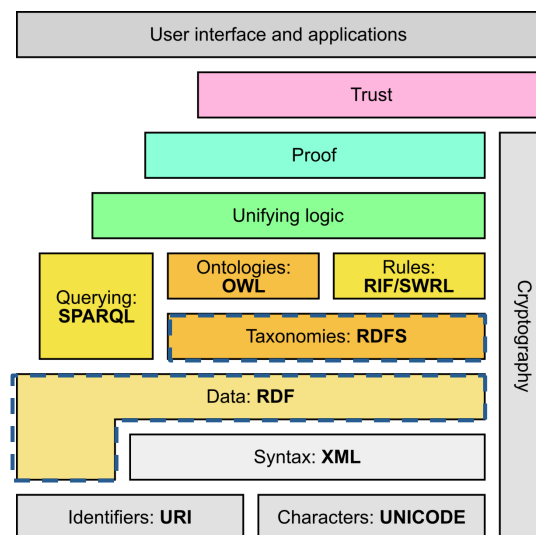 User interface and applications
Trust
Proof
Unifying logic
Querying:
SPARQL
Ontologies:
OWL
Rules:
RIF/SWRL
Taxonomies: RDFS
Data: RDF
Syntax: XML
Identifiers: URI
Characters: UNICODE
Cryptography